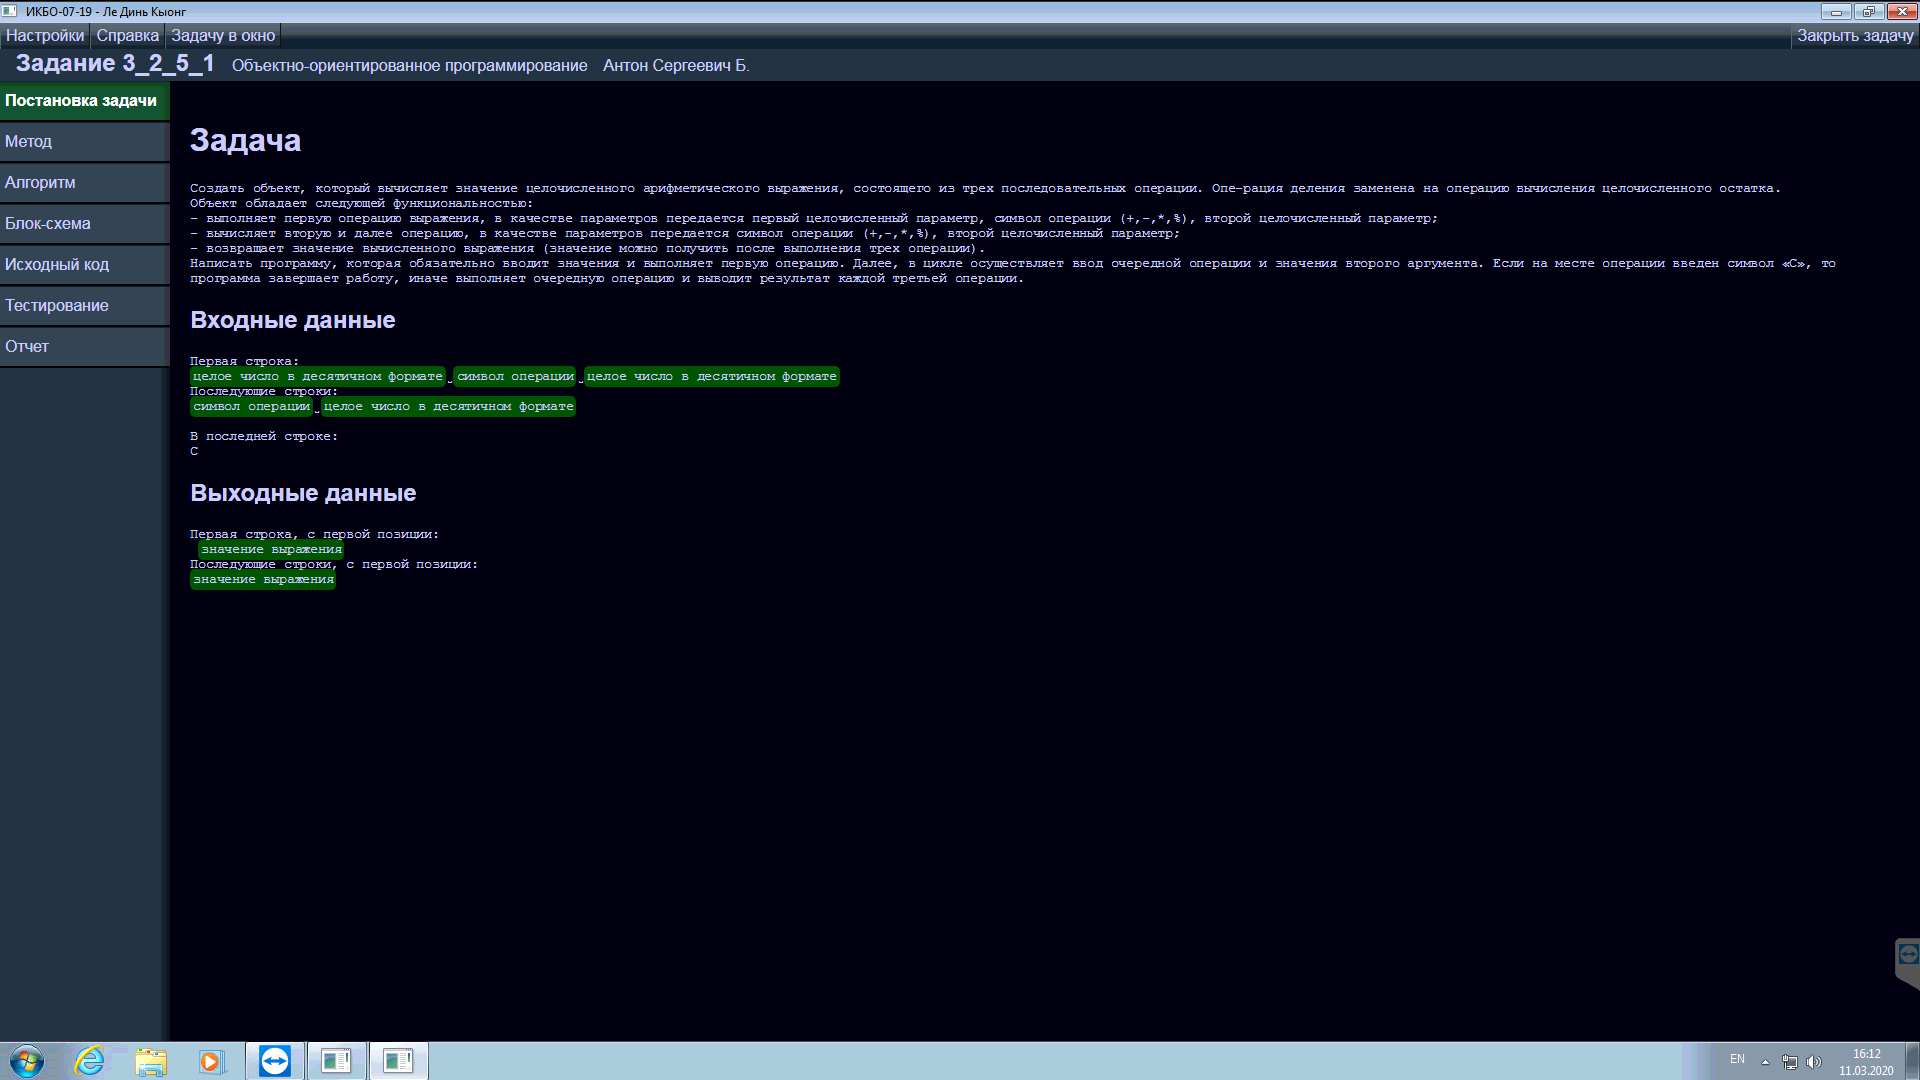 ИКБО-07-19 - Ле Динь Кыонг
Настройки Справка Задачу в окно Закрыть задачу
Задание 3_2_5_1 Объектно-ориентированное программирование Антон Сергеевич Б.
Постановка задачи
Метод
Алгоритм
Блок-схема
Исходный код
Тестирование
Отчет
Задача
Создать объект, который вычисляет значение целочисленного арифметического выражения, состоящего из трех последовательных операции. Опе-рация деления заменена на операцию вычисления целочисленного остатка.
Объект обладает следующей функциональностью:
- выполняет первую операцию выражения, в качестве параметров передается первый целочисленный параметр, символ операции (+,-,*,%), второй целочисленный параметр;
- вычисляет вторую и далее операцию, в качестве параметров передается символ операции (+,-,*,%), второй целочисленный параметр;
- возвращает значение вычисленного выражения (значение можно получить после выполнения трех операции).
Написать программу, которая обязательно вводит значения и выполняет первую операцию. Далее, в цикле осуществляет ввод очередной операции и значения второго аргумента. Если на месте операции введен символ «С», то
программа завершает работу, иначе выполняет очередную операцию и выводит результат каждой третьей операции.
Входные данные
Первая строка:
целое число в десятичном формате ˽ символ операции ˽ целое число в десятичном формате
Последующие строки:
символ операции ˽ целое число в десятичном формате
В последней строке:
С
Выходные данные
Первая строка, с первой позиции:
значение выражения
Последующие строки, с первой позиции:
значение выражения
EN
16:12
11.03.2020